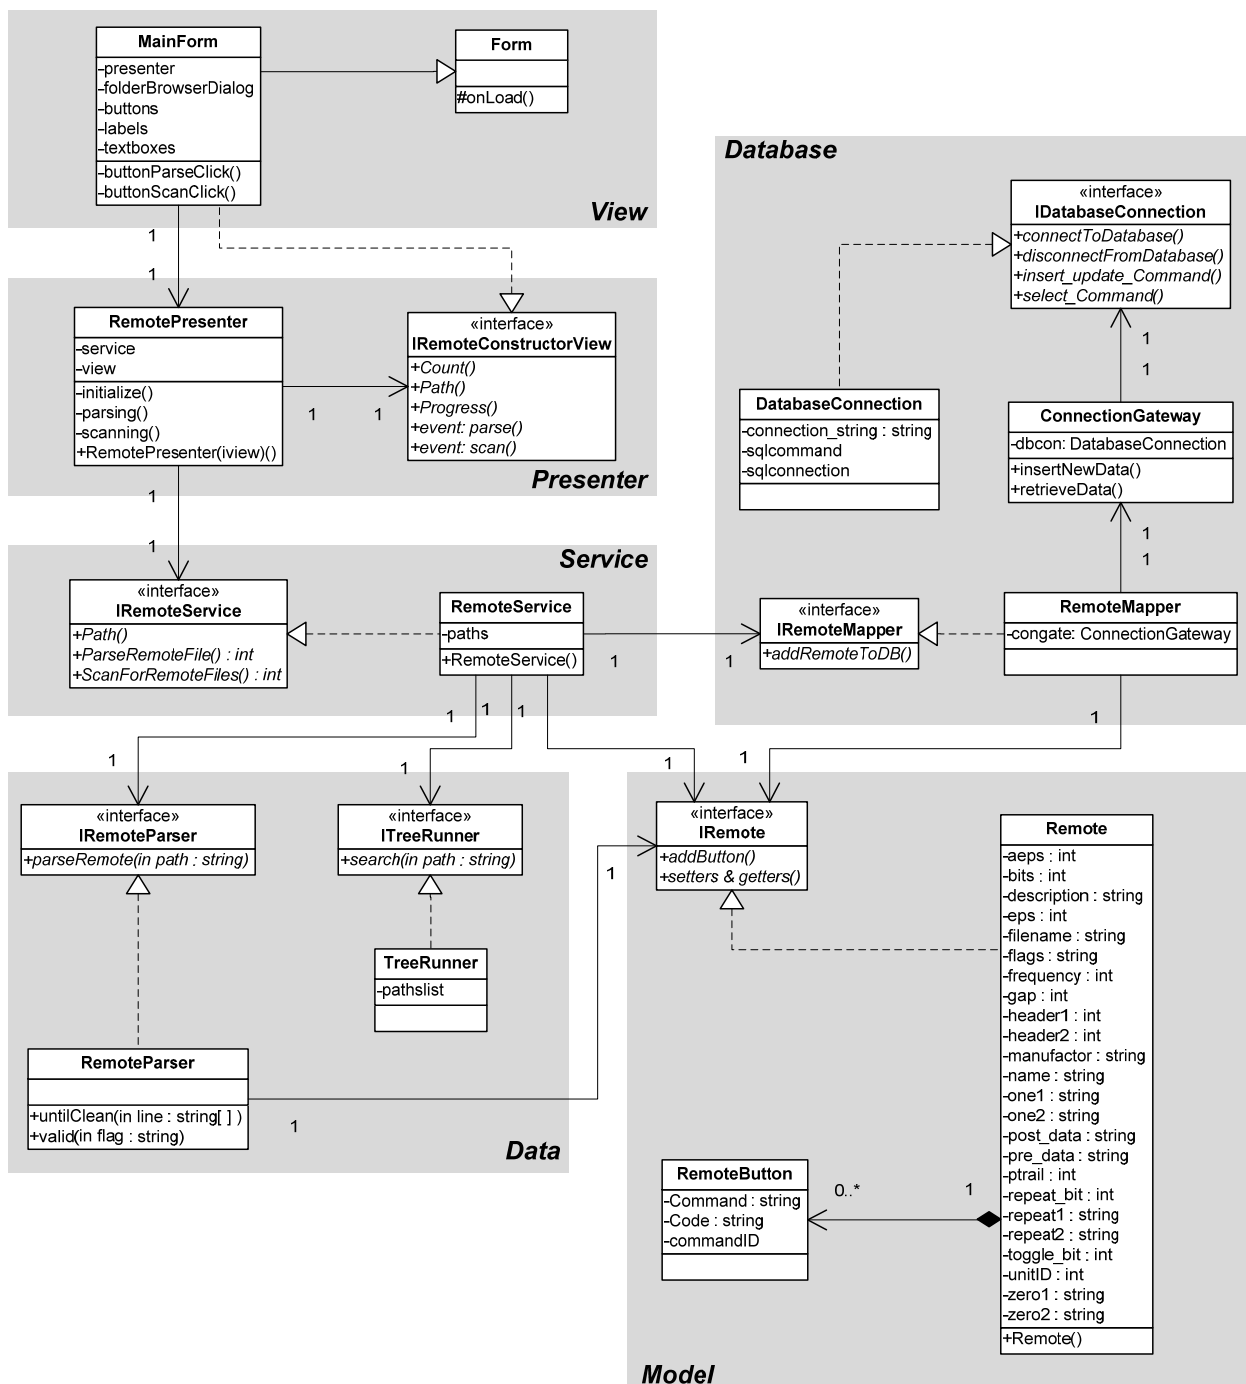 MainForm
-presenter
-folderBrowserDialog
-buttons
-labels
-textboxes
-buttonParseClick()
-buttonScanClick()
Form
#onLoad()
View
1
1
RemotePresenter
-service
-view
-initialize()
-parsing()
-scanning()
+RemotePresenter(iview)()
1
1
«interface»
IRemoteConstructorView
+Count()
+Path()
+Progress()
+event: parse()
+event: scan()
Presenter
1
1
Service
«interface»
IRemoteService
+Path()
+ParseRemoteFile() : int
+ScanForRemoteFiles() : int
RemoteService
-paths
+RemoteService()
1
1
1
1
1
1
1
1
1
Database
«interface»
IDatabaseConnection
+connectToDatabase()
+disconnectFromDatabase()
+insert_update_Command()
+select_Command()
1
1
DatabaseConnection
-connection_string : string
-sqlcommand
-sqlconnection
ConnectionGateway
-dbcon: DatabaseConnection
+insertNewData()
+retrieveData()
1
1
«interface»
IRemoteMapper
+addRemoteToDB()
RemoteMapper
-congate: ConnectionGateway
1
«interface»
IRemoteParser
+parseRemote(in path : string)
«interface»
ITreeRunner
+search(in path : string)
TreeRunner
-pathslist
RemoteParser
+untilClean(in line : string[ ] )
+valid(in flag : string)
1
1
Data
«interface»
IRemote
+addButton()
+setters & getters()
Remote
-aeps : int
-bits : int
-description : string
-eps : int
-filename : string
-flags : string
-frequency : int
-gap : int
-header1 : int
-header2 : int
-manufactor : string
-name : string
-one1 : string
-one2 : string
-post_data : string
-pre_data : string
-ptrail : int
-repeat_bit : int
-repeat1 : string
-repeat2 : string
-toggle_bit : int
-unitID : int
-zero1 : string
-zero2 : string
+Remote()
RemoteButton
-Command : string
-Code : string
-commandID
0..*
1
Model